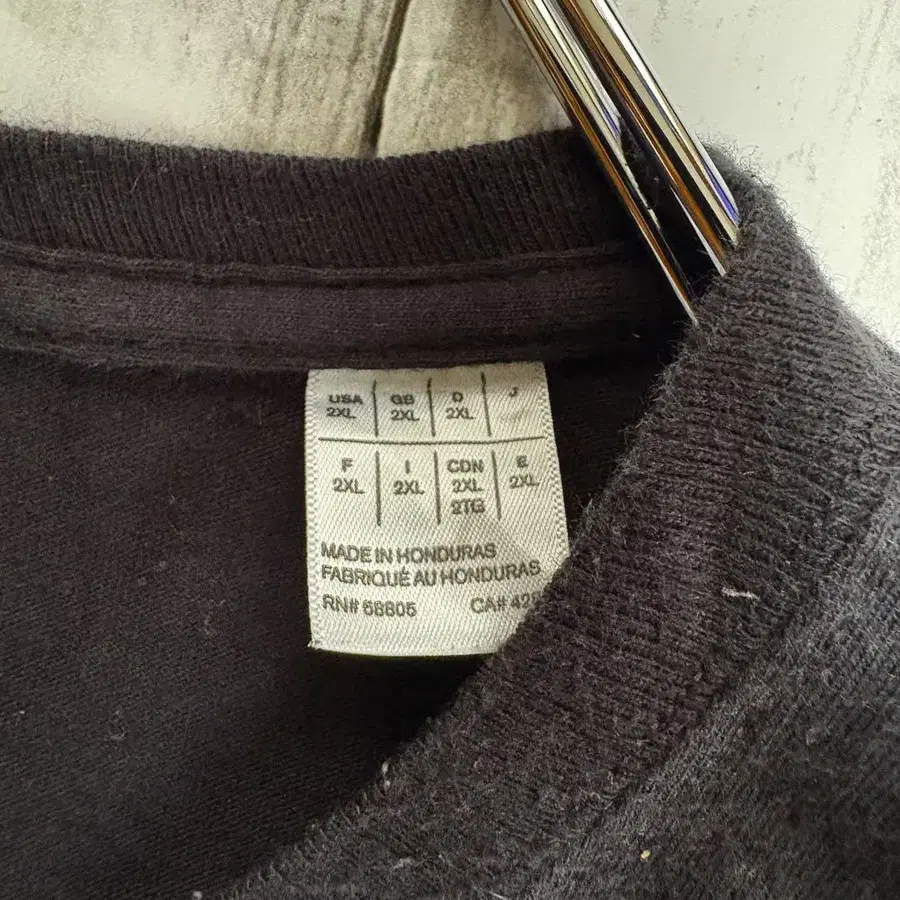 USA GB D J
2XL 2XL 2XL
F I CDN E
2XL 2XL 2XL 2XL
2TG
MADE IN HONDURAS
FABRIQUÉ AU HONDURAS
RN# 58805 CA#